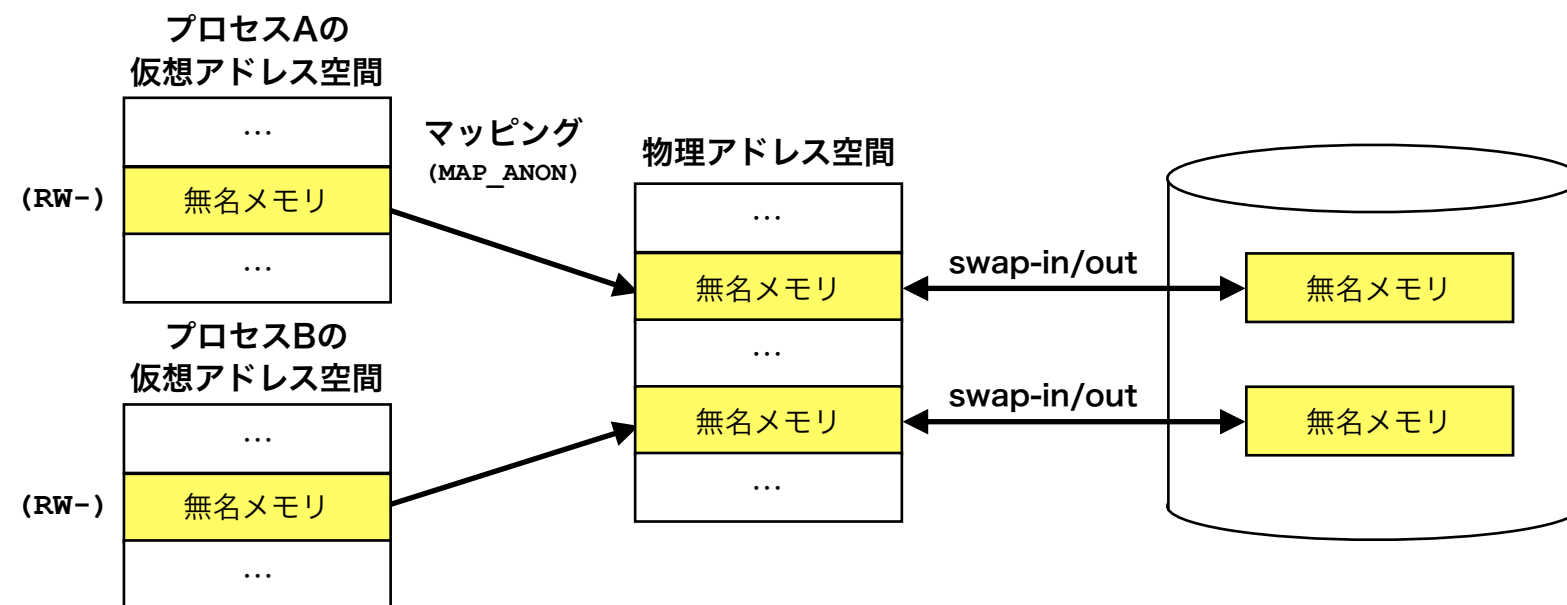 プロセスAの
仮想アドレス空間
…
(RW-)
無名メモリ
…
マッピング
(MAP_ANON)
プロセスBの
仮想アドレス空間
…
(RW-)
無名メモリ
…
物理アドレス空間
…
無名メモリ
…
無名メモリ
…
swap-in/out
無名メモリ
swap-in/out
無名メモリ